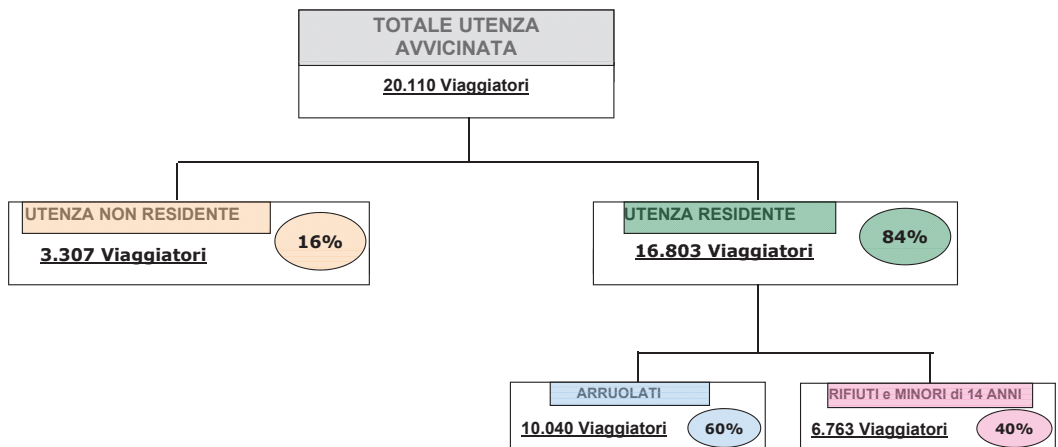 TOTALE UTENZA
AVVICINATA
20.110 Viaggiatori
UTENZA NON RESIDENTE
3.307 Viaggiatori
16%
UTENZA RESIDENTE
16.803 Viaggiatori
84%
ARRUOLATI
10.040 Viaggiatori
60%
RIFIUTI e MINORI di 14 ANNI
6.763 Viaggiatori
40%